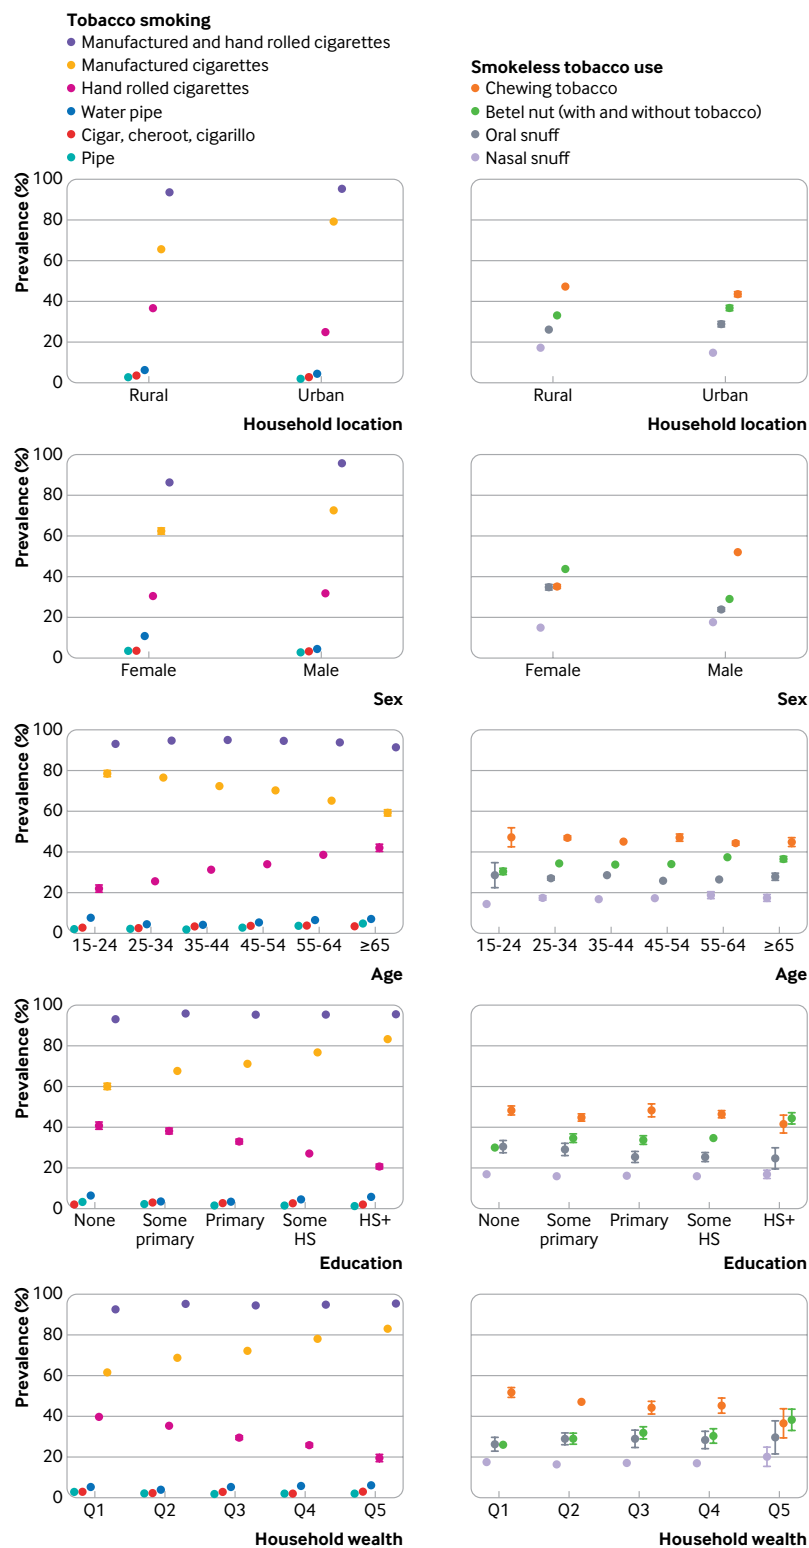 Tobacco smoking
Manufactured and hand rolled cigarettes
Manufactured cigarettes
Hand rolled cigarettes
Water pipe
Cigar, cheroot, cigarillo
Pipe
Smokeless tobacco use
Chewing tobacco
Betel nut (with and without tobacco)
Oral snuff
Nasal snuff
Prevalence (%)
100
80
60
40
20
0
Rural
Urban
Household location
Rural
Urban
Household location
Prevalence (%)
100
80
60
40
20
0
Female
Male
Sex
Female
Male
Sex
Prevalence (%)
100
80
60
40
20
0
15-24 25-34 35-44 45-54 55-64 ≥65
Age
15-24 25-34 35-44 45-54 55-64 ≥65
Age
Prevalence (%)
100
80
60
40
20
0
None Some Primary Some HS+
primary HS
Education
None Some Primary Some HS+
primary HS
Education
Prevalence (%)
100
80
60
40
20
0
Q1 Q2 Q3 Q4 Q5
Household wealth
Q1 Q2 Q3 Q4 Q5
Household wealth